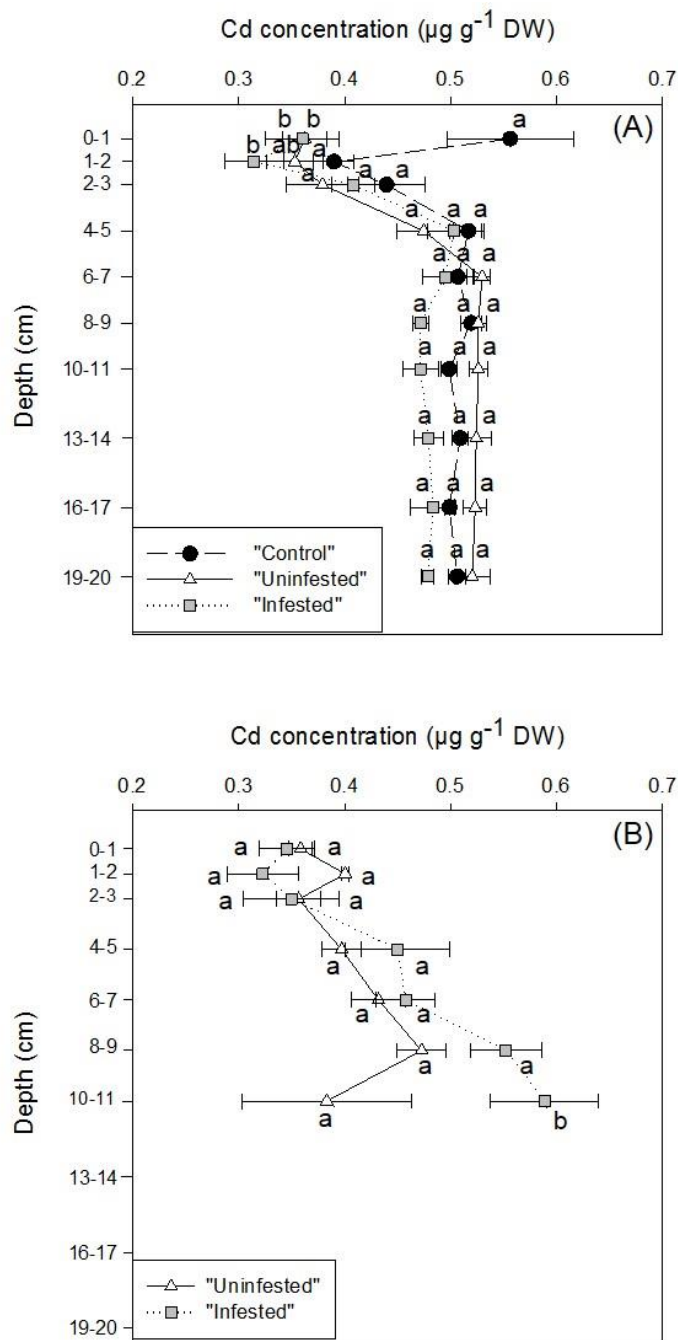 Cd concentration (µg g-1 DW)
0.2 0.3 0.4 0.5 0.6 0.7
(A)
b b a
0-1
b ab a
1-2
a a a
2-3
a a a
4-5
a a a
6-7
a a a
8-9
a a a
10-11
a a a
13-14
a a a
16-17
a a a
19-20
Depth (cm)
"Control"
"Uninfested"
"Infested"
Cd concentration (µg g-1 DW)
0.2 0.3 0.4 0.5 0.6 0.7
(B)
0-1 a a
1-2 a a
2-3 a a
4-5
a a
6-7
a a
8-9
a a
10-11
a b
13-14
16-17
19-20
Depth (cm)
"Uninfested"
"Infested"